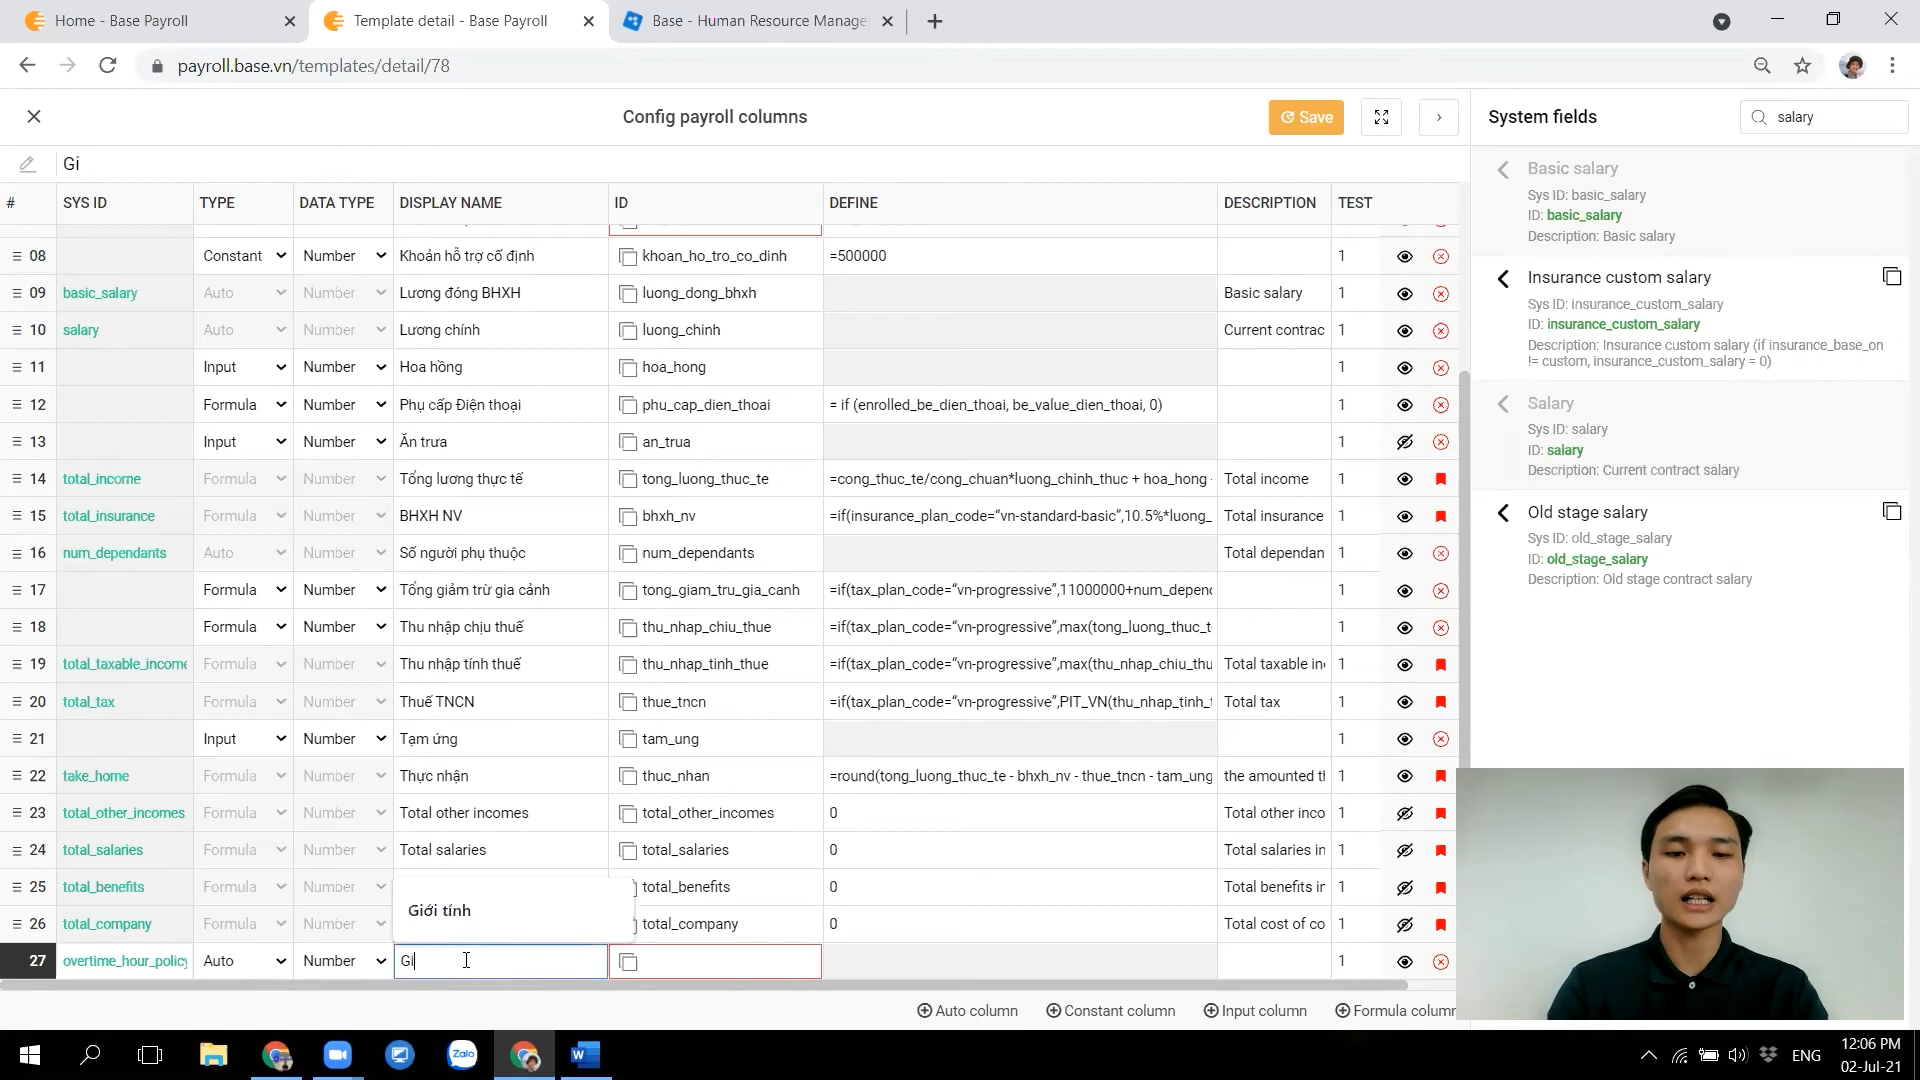 Home - Base Payroll
Template detail - Base Payroll
Base - Human Resource Manage
payroll.base.vn/templates/detail/78
Config payroll columns
Save
System fields
salary
Gi
# SYS ID TYPE DATA TYPE DISPLAY NAME ID DEFINE DESCRIPTION TEST
08 Constant Number Khoản hỗ trợ cố định khoan_ho_tro_co_dinh =500000 1
09 basic_salary Auto Number Lương đóng BHXH luong_dong_bhxh Basic salary 1
10 salary Auto Number Lương chính luong_chinh Current contrac 1
11 Input Number Hoa hồng hoa_hong 1
12 Formula Number Phụ cấp Điện thoại phu_cap_dien_thoai = if (enrolled_be_dien_thoai, be_value_dien_thoai, 0) 1
13 Input Number Ăn trưa an_trua 1
14 total_income Formula Number Tổng lương thực tế tong_luong_thuc_te =cong_thuc_te/cong_chuan*luong_chinh_thuc + hoa_hong - Total income 1
15 total_insurance Formula Number BHXH NV bhxh_nv =if(insurance_plan_code=“vn-standard-basic”,10.5%*luong_ Total insurance 1
16 num_dependants Auto Number Số người phụ thuộc num_dependants Total dependan 1
17 Formula Number Tổng giảm trừ gia cảnh tong_giam_tru_gia_canh =if(tax_plan_code=“vn-progressive”,11000000+num_depen 1
18 Formula Number Thu nhập chịu thuế thu_nhap_chiu_thue =if(tax_plan_code=“vn-progressive”,max(tong_luong_thuc_t 1
19 total_taxable_income Formula Number Thu nhập tính thuế thu_nhap_tinh_thue =if(tax_plan_code=“vn-progressive”,max(thu_nhap_chiu_thu Total taxable in 1
20 total_tax Formula Number Thuế TNCN thue_tncn =if(tax_plan_code=“vn-progressive”,PIT_VN(thu_nhap_tinh_t Total tax 1
21 Input Number Tạm ứng tam_ung 1
22 take_home Formula Number Thực nhận thuc_nhan =round(tong_luong_thuc_te - bhxh_nv - thue_tncn - tam_ung the amounted t 1
23 total_other_incomes Formula Number Total other incomes total_other_incomes 0 Total other inco 1
24 total_salaries Formula Number Total salaries total_salaries 0 Total salaries in 1
25 total_benefits Formula Number total_benefits 0 Total benefits ir 1
Giới tính
26 total_company Formula Number total_company 0 Total cost of co 1
27 overtime_hour_policy Auto Number Gi 1
Auto column Constant column Input column Formula column
Basic salary
Sys ID: basic_salary
ID: basic_salary
Description: Basic salary
Insurance custom salary
Sys ID: insurance_custom_salary
ID: insurance_custom_salary
Description: Insurance custom salary (if insurance_base_on
!= custom, insurance_custom_salary = 0)
Salary
Sys ID: salary
ID: salary
Description: Current contract salary
Old stage salary
Sys ID: old_stage_salary
ID: old_stage_salary
Description: Old stage contract salary
Zalo
ENG
12:06 PM
02-Jul-21